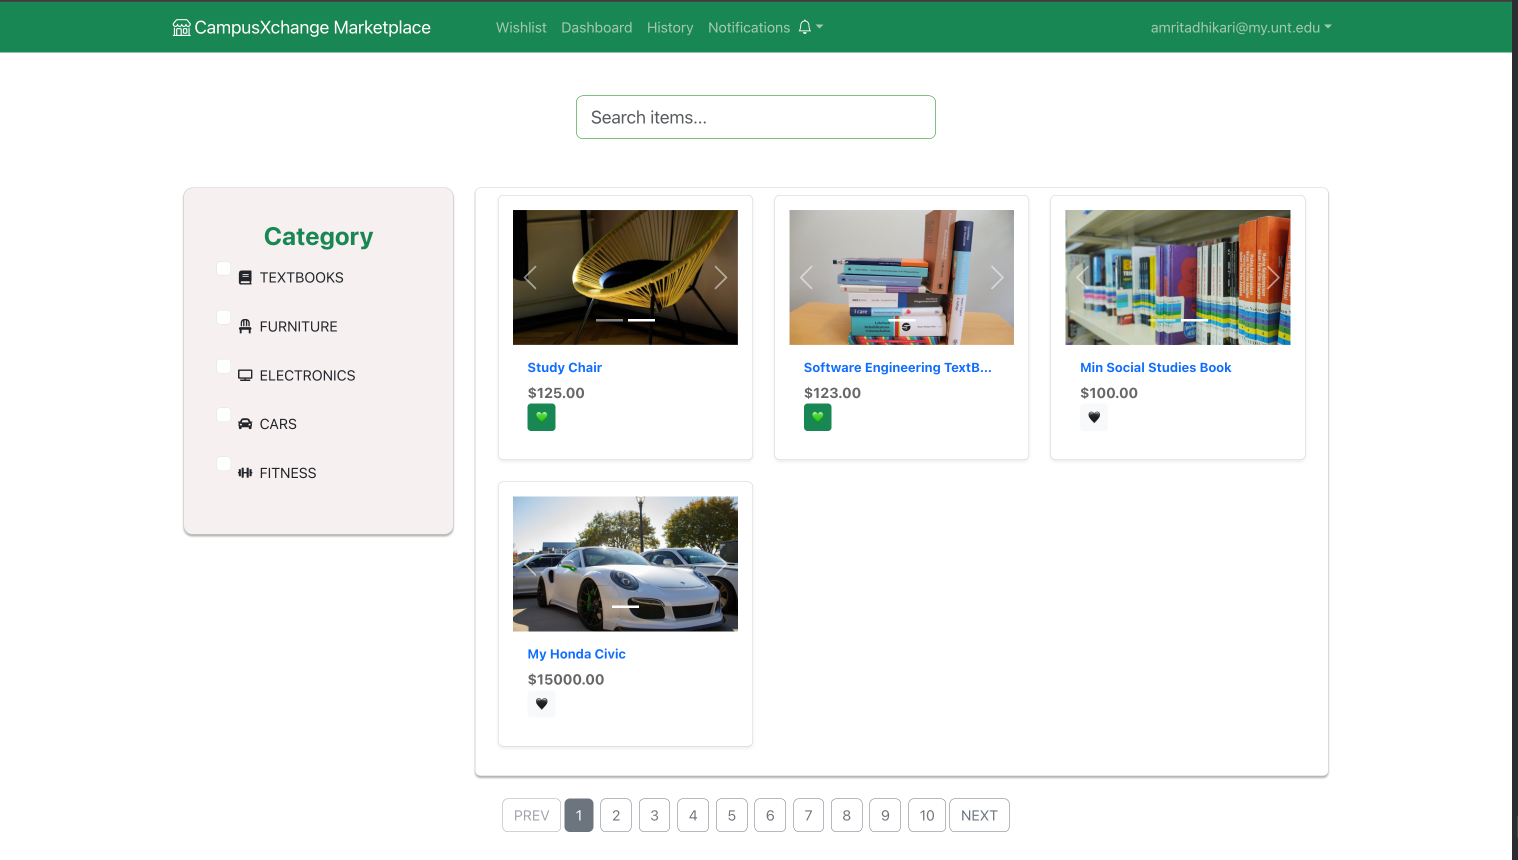 CampusXchange Marketplace Wishlist Dashboard History Notifications amritadhikari@my.unt.edu
Search items...
Category
TEXTBOOKS
FURNITURE
ELECTRONICS
CARS
FITNESS
Study Chair
$125.00
Software Engineering TextB...
$123.00
I care
Min Social Studies Book
$100.00
My Honda Civic
$15000.00
PREV 1 2 3 4 5 6 7 8 9 10 NEXT